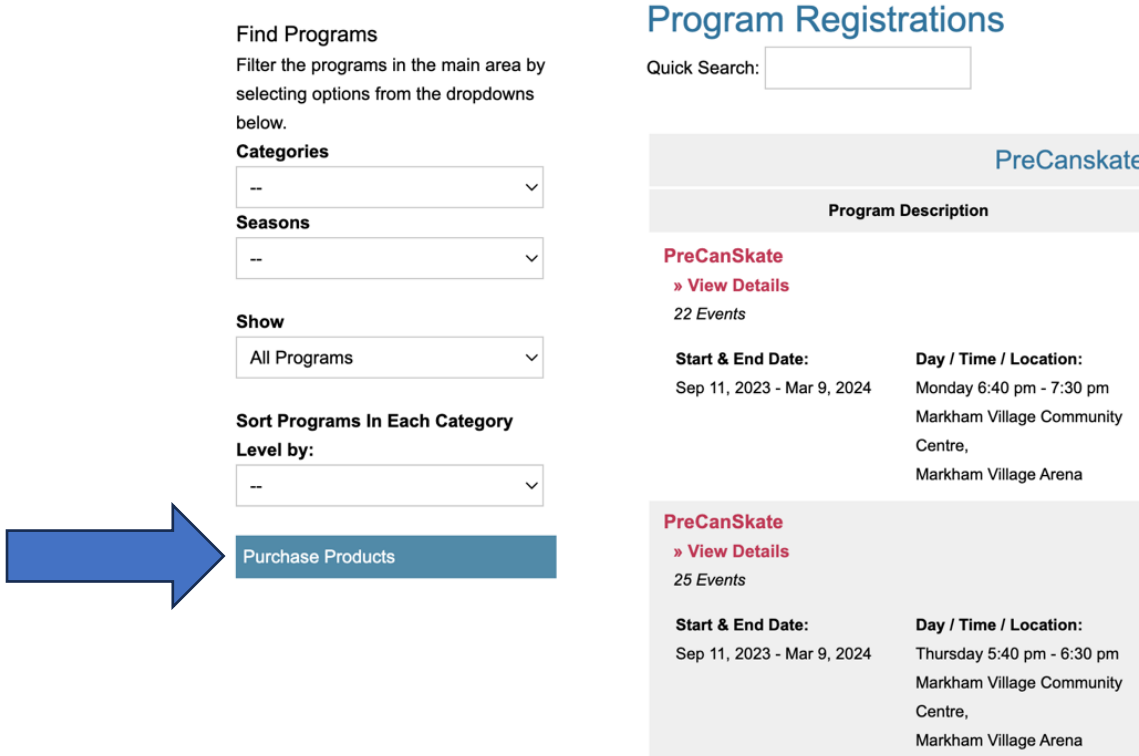 Find Programs
Filter the programs in the main area by
selecting options from the dropdowns
below.
Categories
--
Seasons
--
Show
All Programs
Sort Programs In Each Category
Level by:
--
Purchase Products
Program Registrations
Quick Search:
PreCanskate
Program Description
PreCanSkate
» View Details
22 Events
Start & End Date:
Sep 11, 2023 - Mar 9, 2024
Day / Time / Location:
Monday 6:40 pm - 7:30 pm
Markham Village Community
Centre,
Markham Village Arena
PreCanSkate
» View Details
25 Events
Start & End Date:
Sep 11, 2023 - Mar 9, 2024
Day / Time / Location:
Thursday 5:40 pm - 6:30 pm
Markham Village Community
Centre,
Markham Village Arena